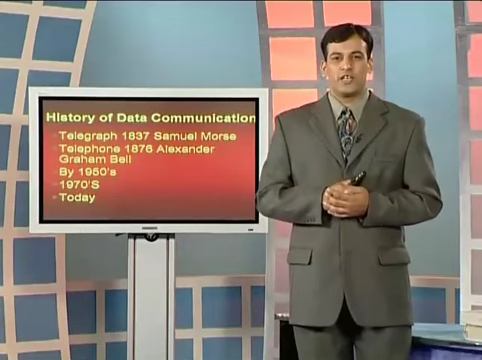 History of Data Communication
Telegraph 1837 Samuel Morse
Telephone 1876 Alexander
Graham Bell
By 1950's
1970'S
Today